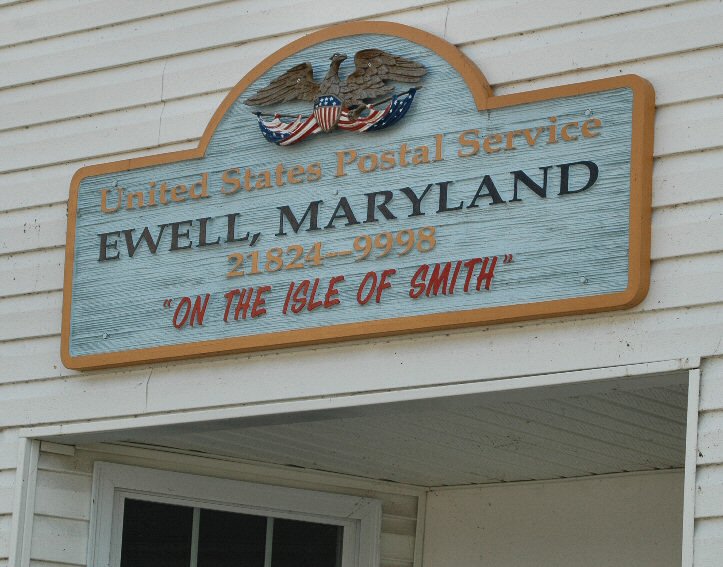 United States Postal Service
EWELL, MARYLAND
21824--9998
"ON THE ISLE OF SMITH"